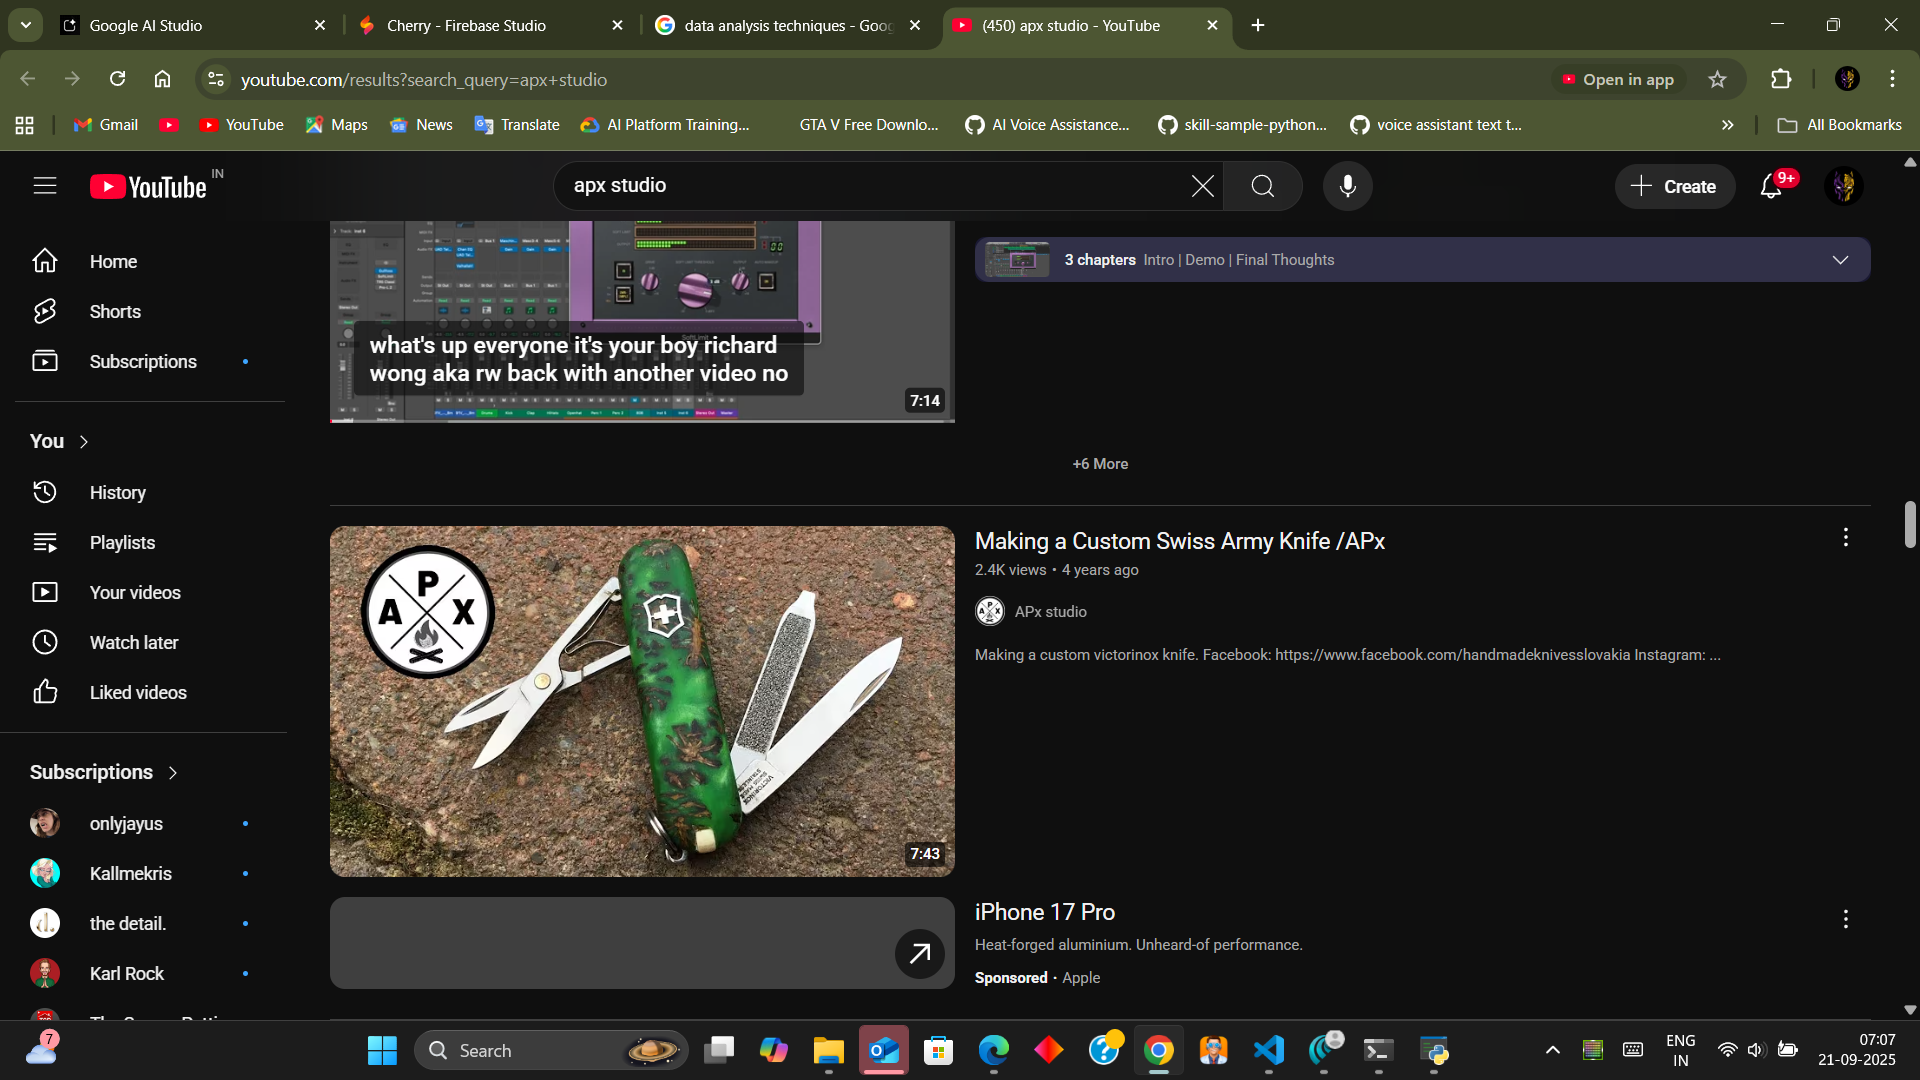 Google AI Studio
Cherry - Firebase Studio
data analysis techniques - Goog
(450) apx studio - YouTube
youtube.com/results?search_query=apx+studio
Open in app
Gmail
YouTube
Maps
News
Translate
AI Platform Training...
GTA V Free Downlo...
AI Voice Assistance...
skill-sample-python...
voice assistant text t...
All Bookmarks
YouTube IN
apx studio
Create
9+
Home
Shorts
Subscriptions
You
History
Playlists
Your videos
Watch later
Liked videos
Subscriptions
onlyjayus
Kallmekris
the detail.
Karl Rock
what's up everyone it's your boy richard
wong aka rw back with another video no
7:14
3 chapters Intro | Demo | Final Thoughts
+6 More
A P X
7:43
Making a Custom Swiss Army Knife /APx
2.4K views • 4 years ago
APx studio
Making a custom victorinox knife. Facebook: https://www.facebook.com/handmadeknivesslovakia Instagram: ...
iPhone 17 Pro
Heat-forged aluminium. Unheard-of performance.
Sponsored · Apple
7
Search
ENG
IN
07:07
21-09-2025